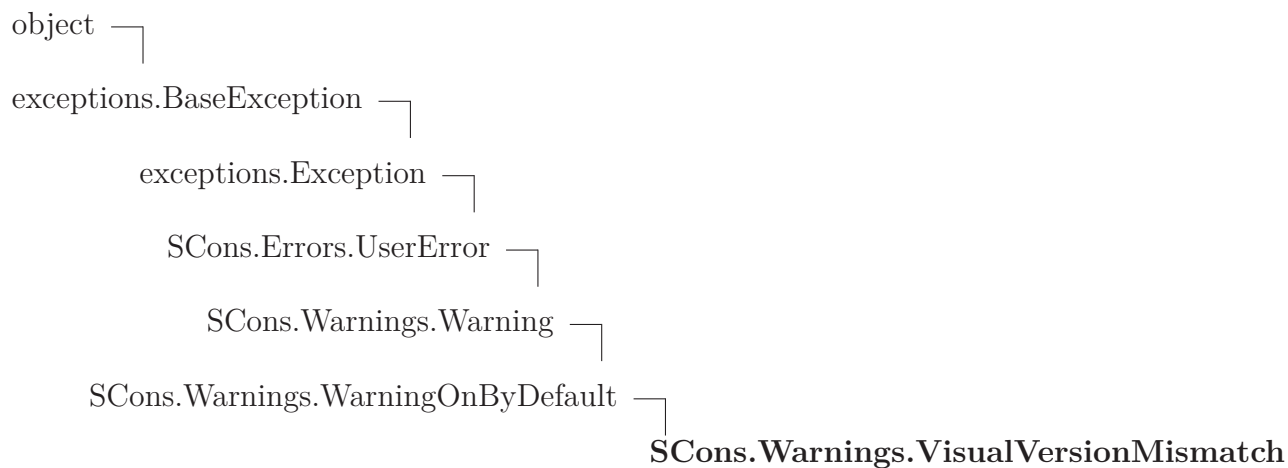 object
exceptions.BaseException
exceptions.Exception
SCons.Errors.UserError
SCons.Warnings.Warning
SCons.Warnings.WarningOnByDefault
SCons.Warnings.VisualVersionMismatch